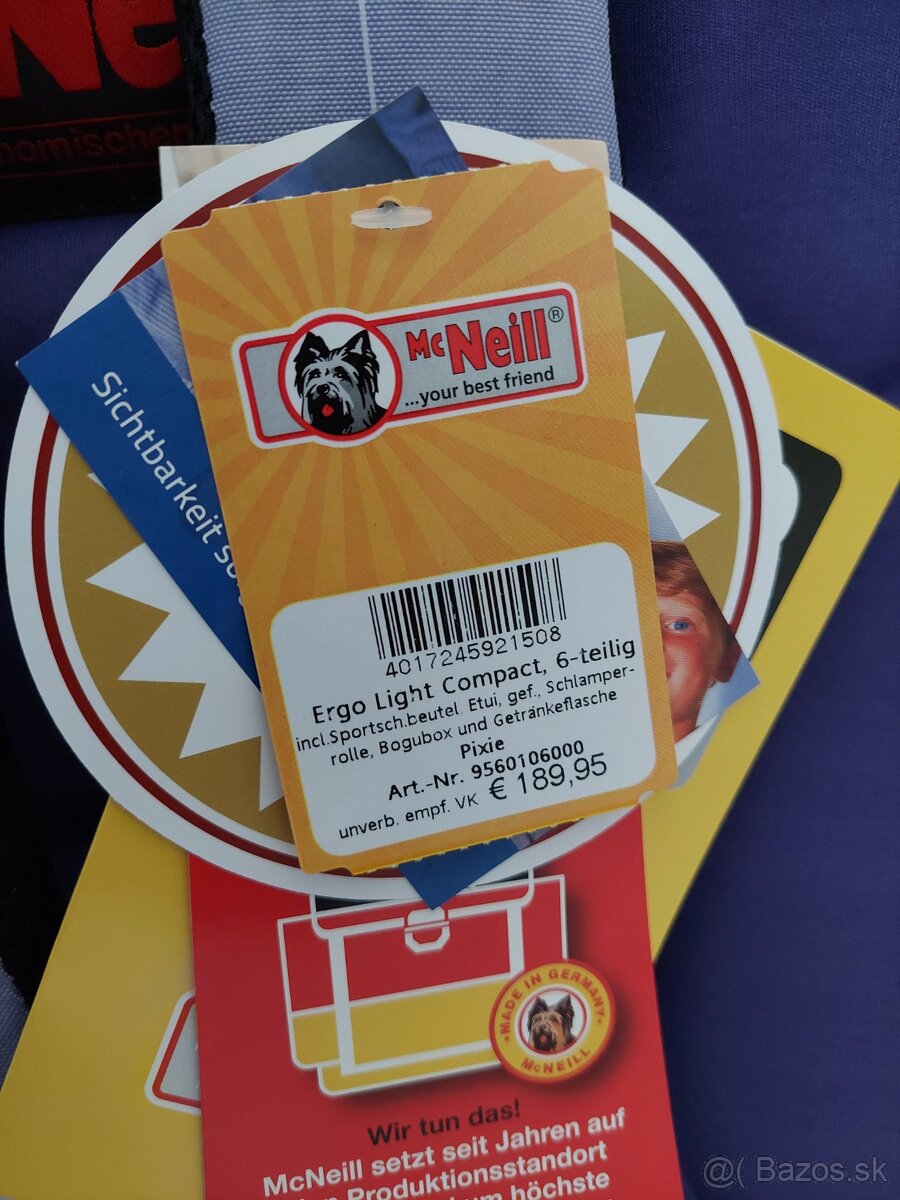 Ne
nomischen
Sichtbarkeit
McNeill®
...your best friend
4017245921508
Ergo Light Compact, 6-teilig
incl.Sportsch.beutel, Etui, gef., Schlamper-
rolle, Bogubox und Getränkeflasche
Pixie
Art.-Nr. 9560106000
unverb. empf. VK € 189,95
MADE IN GERMANY
McNEILL
Wir tun das!
McNeill setzt seit Jahren auf
Produktionsstandort
höchste
@( Bazos.sk